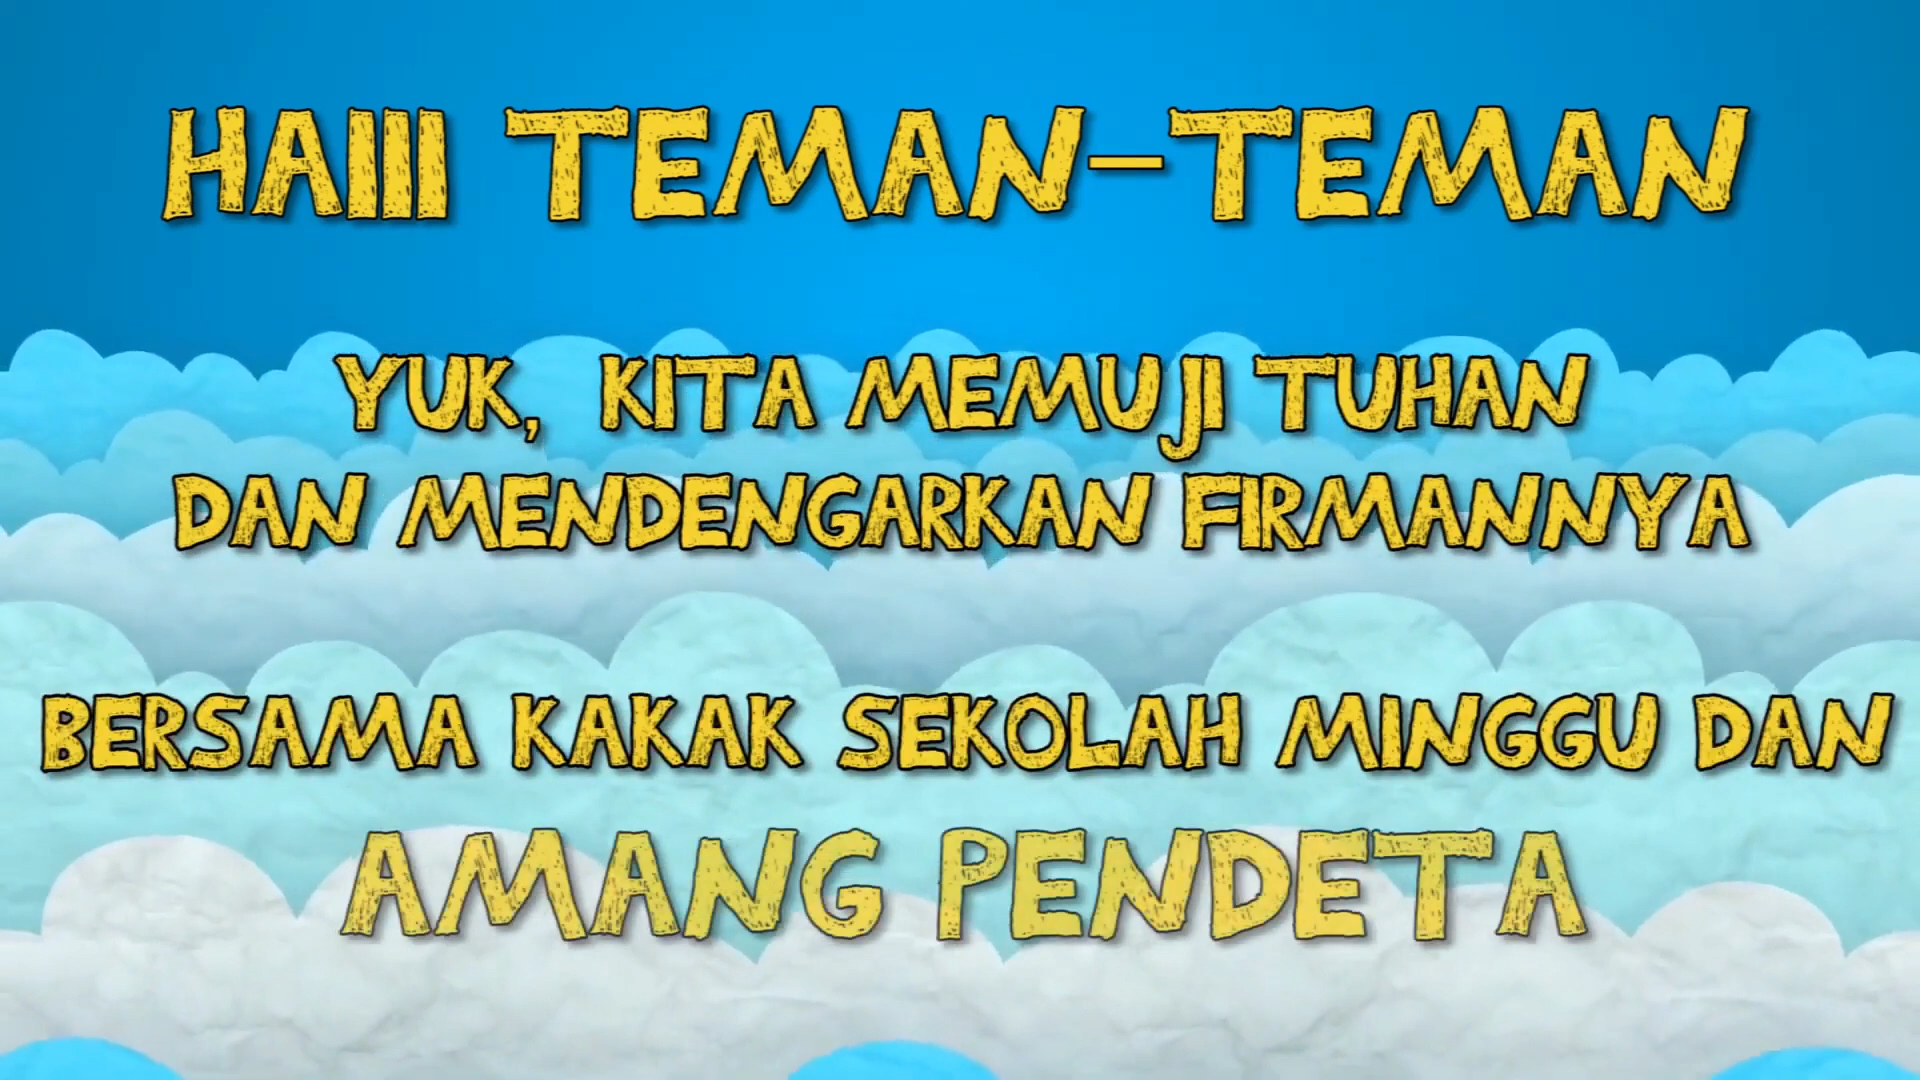 HAIII TEMAN-TEMAN
YUK, KITA MEMUJI TUHAN
DAN MENDENGARKAN FIRMANNYA
BERSAMA KAKAK SEKOLAH MINGGU DAN
AMANG PENDETA